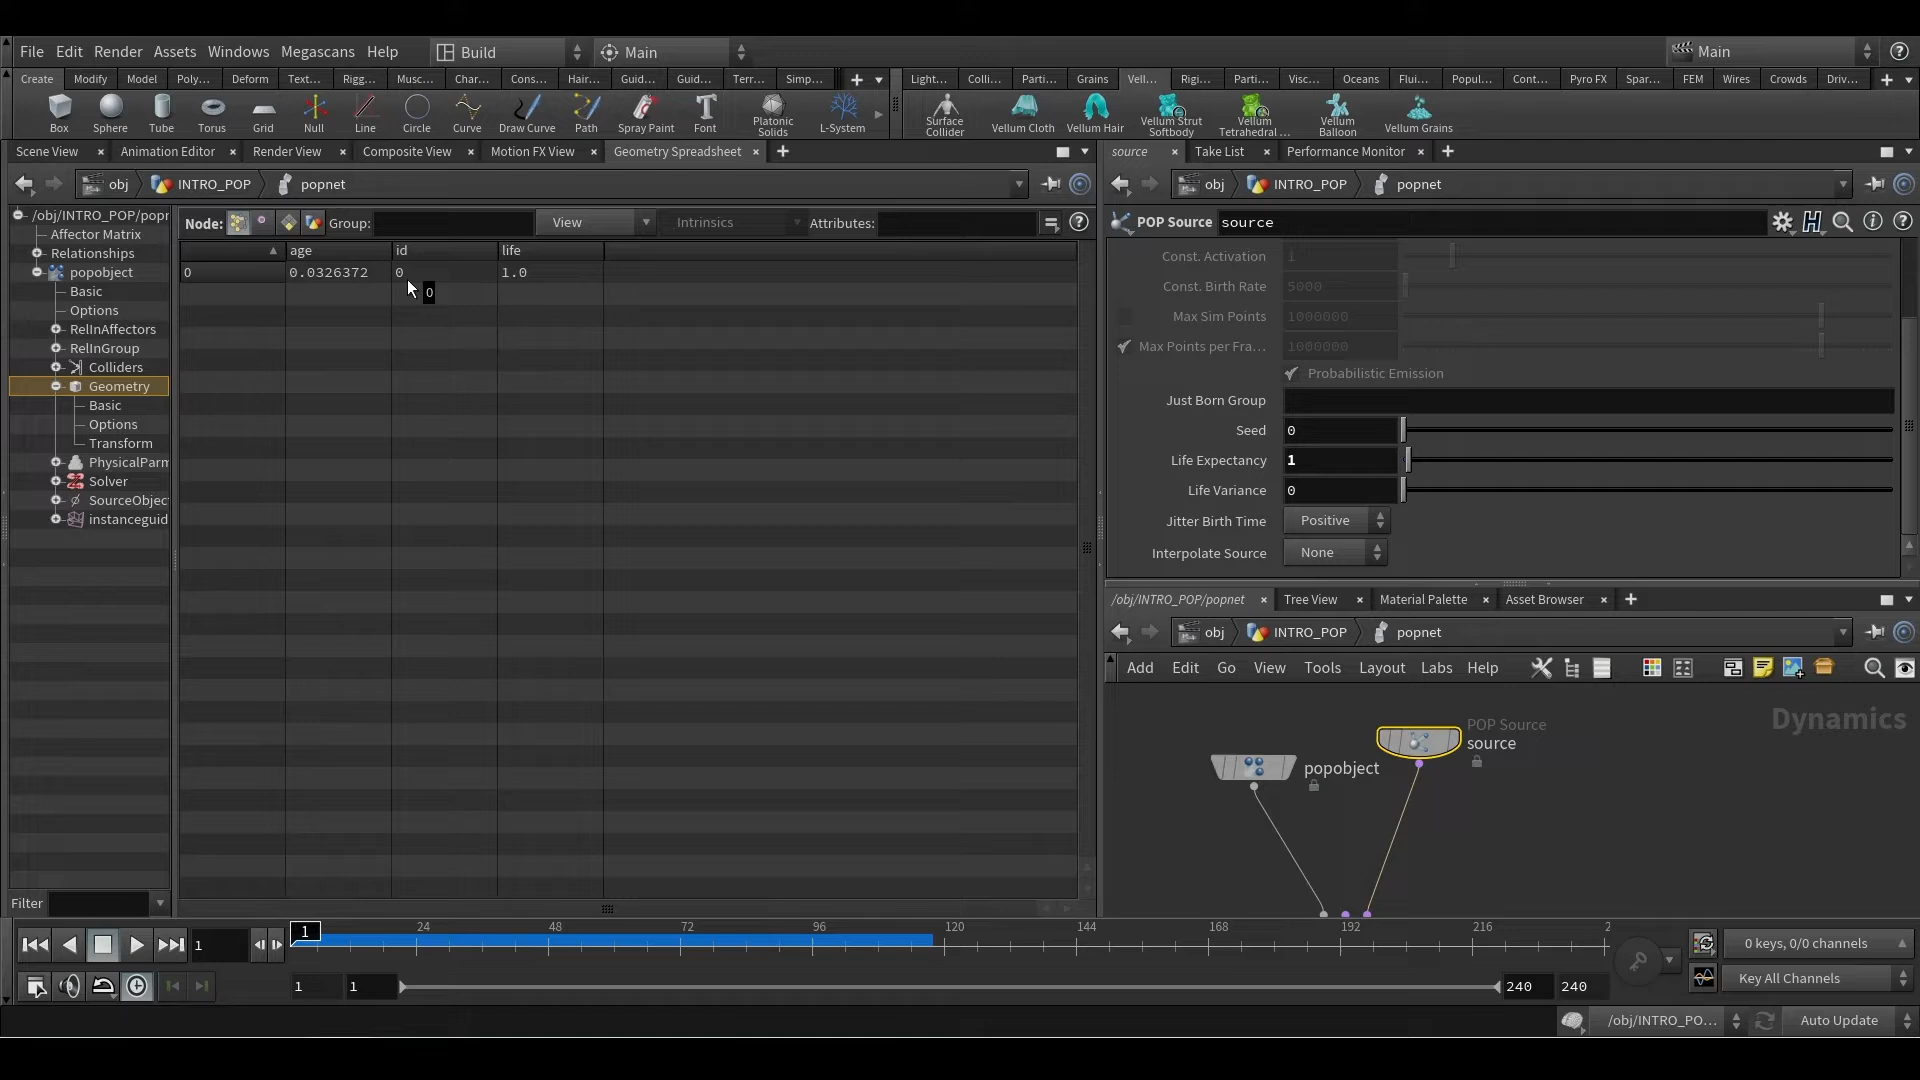 File Edit Render Assets Windows Megascans Help Build Main Main
Create Modify Model Poly... Deform Text... Rigg... Musc... Char... Cons... Hair... Guid... Guid... Terr... Simp... Light... Colli... Parti... Grains Vell... Rigi... Parti... Visc... Oceans Flui... Popul... Cont... Pyro FX Spar... FEM Wires Crowds Driv...
Box Sphere Tube Torus Grid Null Line Circle Curve Draw Curve Path Spray Paint Font Platonic Solids L-System Surface Collider Vellum Cloth Vellum Hair Vellum Strut Softbody Vellum Tetrahedral ... Vellum Balloon Vellum Grains
Scene View Animation Editor Render View Composite View Motion FX View Geometry Spreadsheet
obj INTRO_POP popnet
/obj/INTRO_POP/popr
Affector Matrix
Relationships
popobject
Basic
Options
RelInAffectors
RelInGroup
Colliders
Geometry
Basic
Options
Transform
PhysicalParm
Solver
SourceObjec
instanceguid
Filter
Node: Group: View Intrinsics Attributes:
age id life
0 0.0326372 0 1.0
0
source Take List Performance Monitor
obj INTRO_POP popnet
POP Source source
Const. Activation 1
Const. Birth Rate 5000
Max Sim Points 1000000
Max Points per Fra... 1000000
Probabilistic Emission
Just Born Group
Seed 0
Life Expectancy 1
Life Variance 0
Jitter Birth Time Positive
Interpolate Source None
/obj/INTRO_POP/popnet Tree View Material Palette Asset Browser
obj INTRO_POP popnet
Add Edit Go View Tools Layout Labs Help
Dynamics
POP Source
source
popobject
1 1 24 48 72 96 120 144 168 192 216 2
0 keys, 0/0 channels
1 1 240 240
Key All Channels
/obj/INTRO_PO... Auto Update